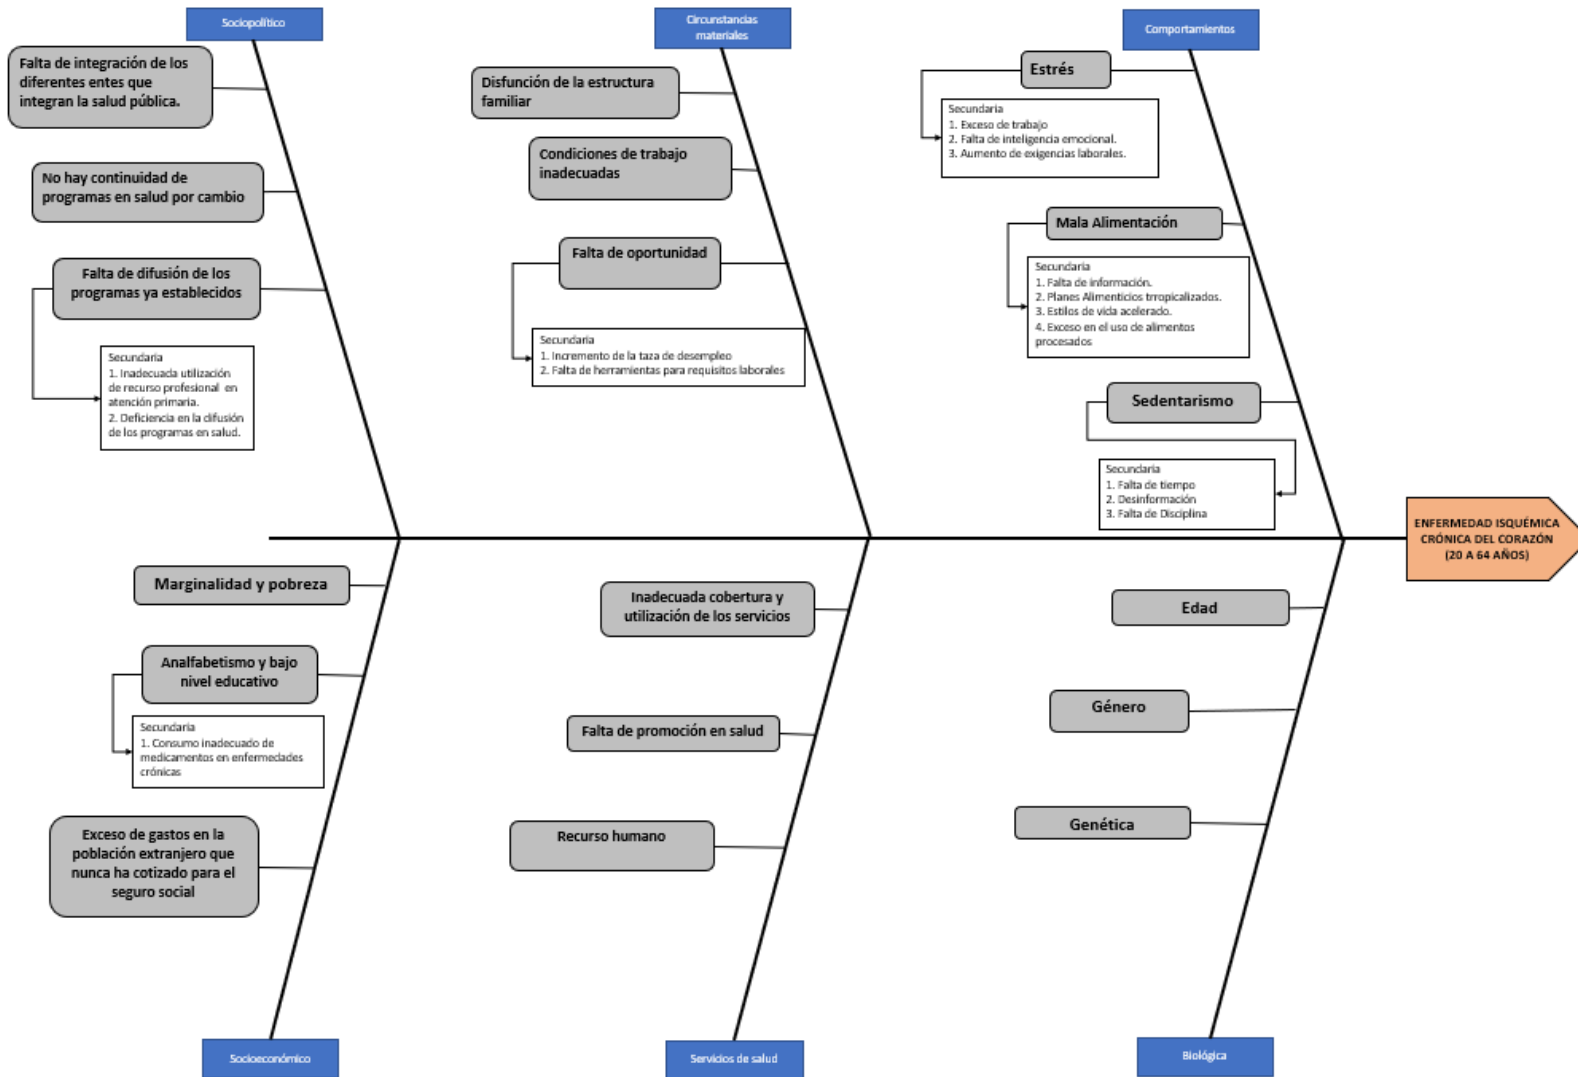 Sociopolítico
Falta de integración de los
diferentes entes que
integran la salud pública.
No hay continuidad de
programas en salud por cambio
Falta de difusión de los
programas ya establecidos
Secundaria
1. Inadecuada utilización
de recurso profesional en
atención primaria.
2. Deficiencia en la difusión
de los programas en salud.
Circunstancias
materiales
Disfunción de la estructura
familiar
Condiciones de trabajo
inadecuadas
Falta de oportunidad
Secundaria
1. Incremento de la taza de desempleo
2. Falta de herramientas para requisitos laborales
Comportamientos
Estrés
Secundaria
1. Exceso de trabajo
2. Falta de inteligencia emocional.
3. Aumento de exigencias laborales.
Mala Alimentación
Secundaria
1. Falta de información.
2. Planes Alimenticios trropicalizados.
3. Estilos de vida acelerado.
4. Exceso en el uso de alimentos
procesados
Sedentarismo
Secundaria
1. Falta de tiempo
2. Desinformación
3. Falta de Disciplina
ENFERMEDAD ISQUÉMICA
CRÓNICA DEL CORAZÓN
(20 A 64 AÑOS)
Marginalidad y pobreza
Analfabetismo y bajo
nivel educativo
Secundaria
1. Consumo inadecuado de
medicamentos en enfermedades
crónicas
Exceso de gastos en la
población extranjero que
nunca ha cotizado para el
seguro social
Socioeconómico
Inadecuada cobertura y
utilización de los servicios
Falta de promoción en salud
Recurso humano
Servicios de salud
Edad
Género
Genética
Biológica